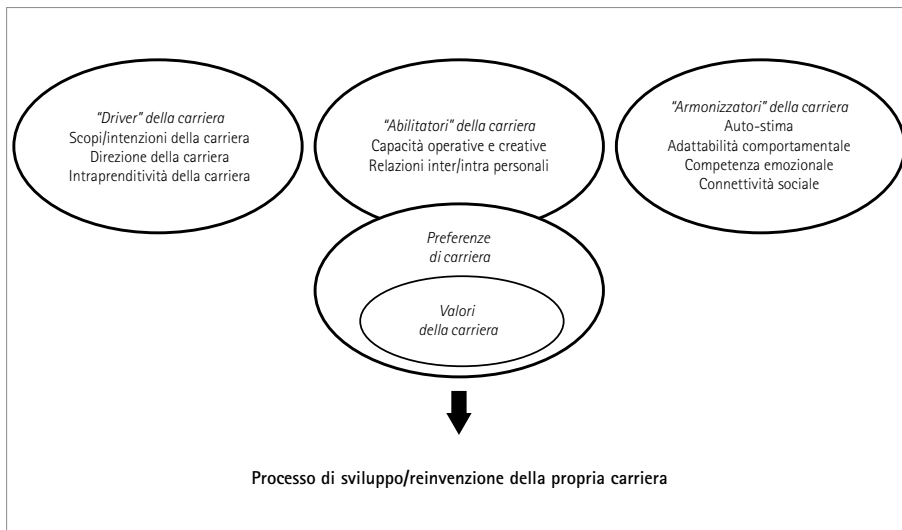 "Driver" della carriera
Scopi/intenzioni della carriera
Direzione della carriera
Intraprenditività della carriera
"Abilitatori" della carriera
Capacità operative e creative
Relazioni inter/intra personali
"Armonizzatori" della carriera
Auto-stima
Adattabilità comportamentale
Competenza emozionale
Connettività sociale
Preferenze
di carriera
Valori
della carriera
Processo di sviluppo/reinvenzione della propria carriera